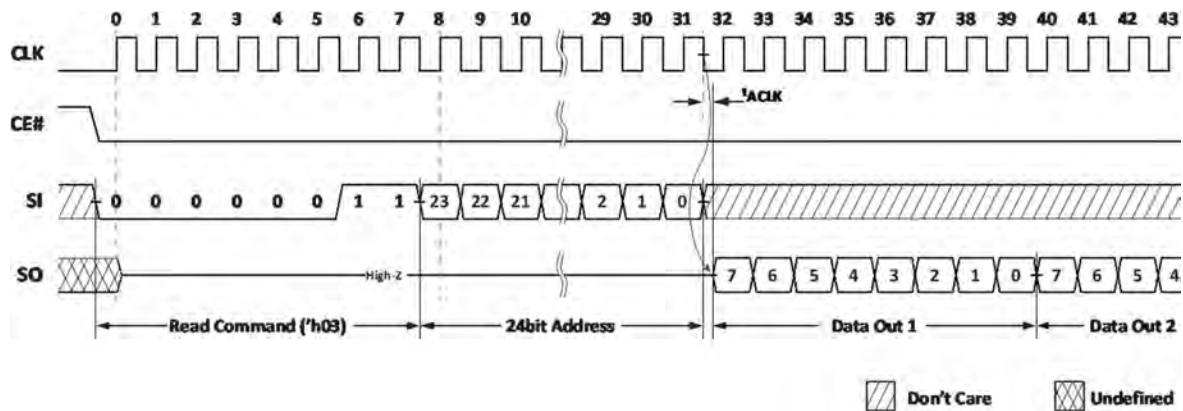 0 1 2 3 4 5 6 7 8 9 10 29 30 31 32 33 34 35 36 37 38 39 40 41 42 43
CLK
tACLK
CE#
SI 0 0 0 0 0 0 1 1 23 22 21 2 1 0
SO High-Z 7 6 5 4 3 2 1 0 7 6 5 4
Read Command ('h03) 24bit Address Data Out 1 Data Out 2
Don't Care Undefined